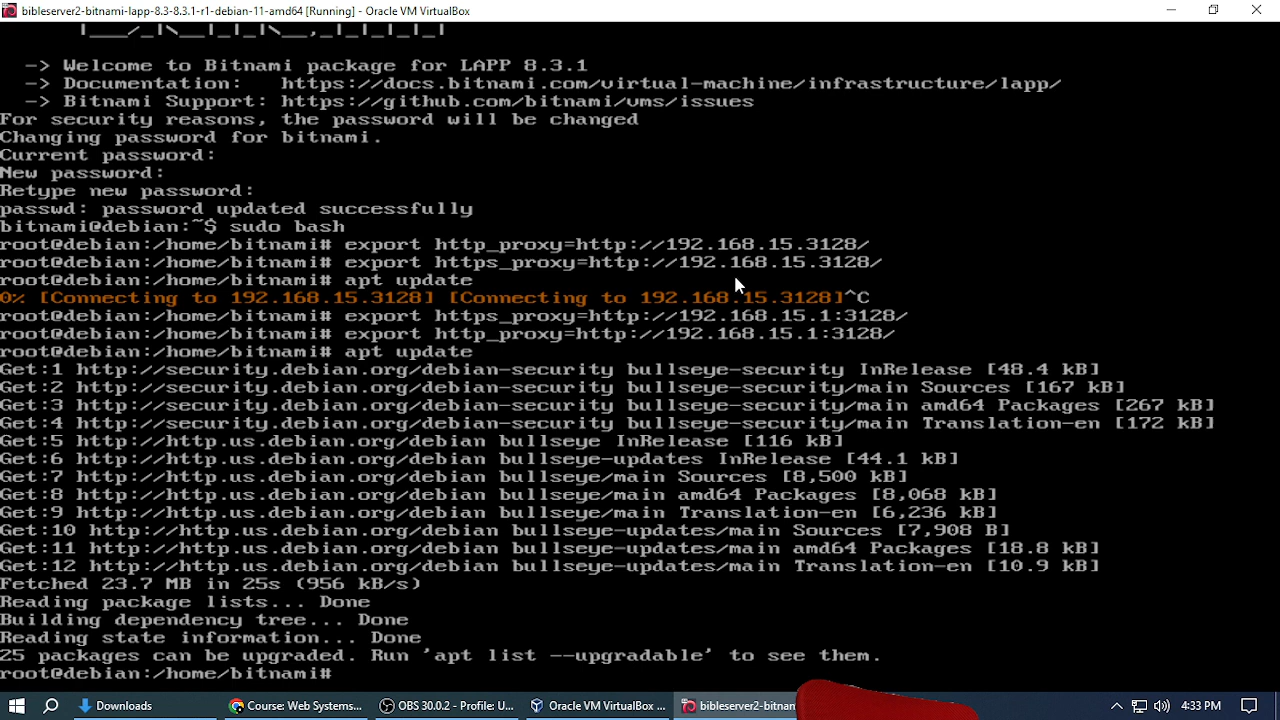 bibleserver2-bitnami-lapp-8.3-8.3.1-r1-debian-11-amd64 [Running] - Oracle VM VirtualBox
|___/_|\__|_|_|\__,_|_|_|_|_|_|
-> Welcome to Bitnami package for LAPP 8.3.1
-> Documentation: https://docs.bitnami.com/virtual-machine/infrastructure/lapp/
-> Bitnami Support: https://github.com/bitnami/vms/issues
For security reasons, the password will be changed
Changing password for bitnami.
Current password:
New password:
Retype new password:
passwd: password updated successfully
bitnami@debian:~$ sudo bash
root@debian:/home/bitnami# export http_proxy=http://192.168.15.3128/
root@debian:/home/bitnami# export https_proxy=http://192.168.15.3128/
root@debian:/home/bitnami# apt update
0% [Connecting to 192.168.15.3128] [Connecting to 192.168.15.3128]^C
root@debian:/home/bitnami# export https_proxy=http://192.168.15.1:3128/
root@debian:/home/bitnami# export http_proxy=http://192.168.15.1:3128/
root@debian:/home/bitnami# apt update
Get:1 http://security.debian.org/debian-security bullseye-security InRelease [48.4 kB]
Get:2 http://security.debian.org/debian-security bullseye-security/main Sources [167 kB]
Get:3 http://security.debian.org/debian-security bullseye-security/main amd64 Packages [267 kB]
Get:4 http://security.debian.org/debian-security bullseye-security/main Translation-en [172 kB]
Get:5 http://http.us.debian.org/debian bullseye InRelease [116 kB]
Get:6 http://http.us.debian.org/debian bullseye-updates InRelease [44.1 kB]
Get:7 http://http.us.debian.org/debian bullseye/main Sources [8,500 kB]
Get:8 http://http.us.debian.org/debian bullseye/main amd64 Packages [8,068 kB]
Get:9 http://http.us.debian.org/debian bullseye/main Translation-en [6,236 kB]
Get:10 http://http.us.debian.org/debian bullseye-updates/main Sources [7,908 B]
Get:11 http://http.us.debian.org/debian bullseye-updates/main amd64 Packages [18.8 kB]
Get:12 http://http.us.debian.org/debian bullseye-updates/main Translation-en [10.9 kB]
Fetched 23.7 MB in 25s (956 kB/s)
Reading package lists... Done
Building dependency tree... Done
Reading state information... Done
25 packages can be upgraded. Run 'apt list --upgradable' to see them.
root@debian:/home/bitnami#
Downloads Course: Web Systems... OBS 30.0.2 - Profile: U... Oracle VM VirtualBox ... bibleserver2-bitnam 4:33 PM